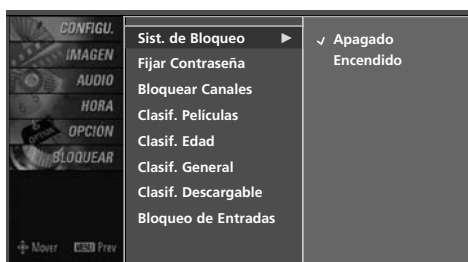 CONFIGU.
IMAGEN
AUDIO
HORA
OPCIÓN
BLOQUEAR
Mover MENU Prev
Sist. de Bloqueo ►
Fijar Contraseña
Bloquear Canales
Clasif. Películas
Clasif. Edad
Clasif. General
Clasif. Descargable
Bloqueo de Entradas
✓ Apagado
Encendido